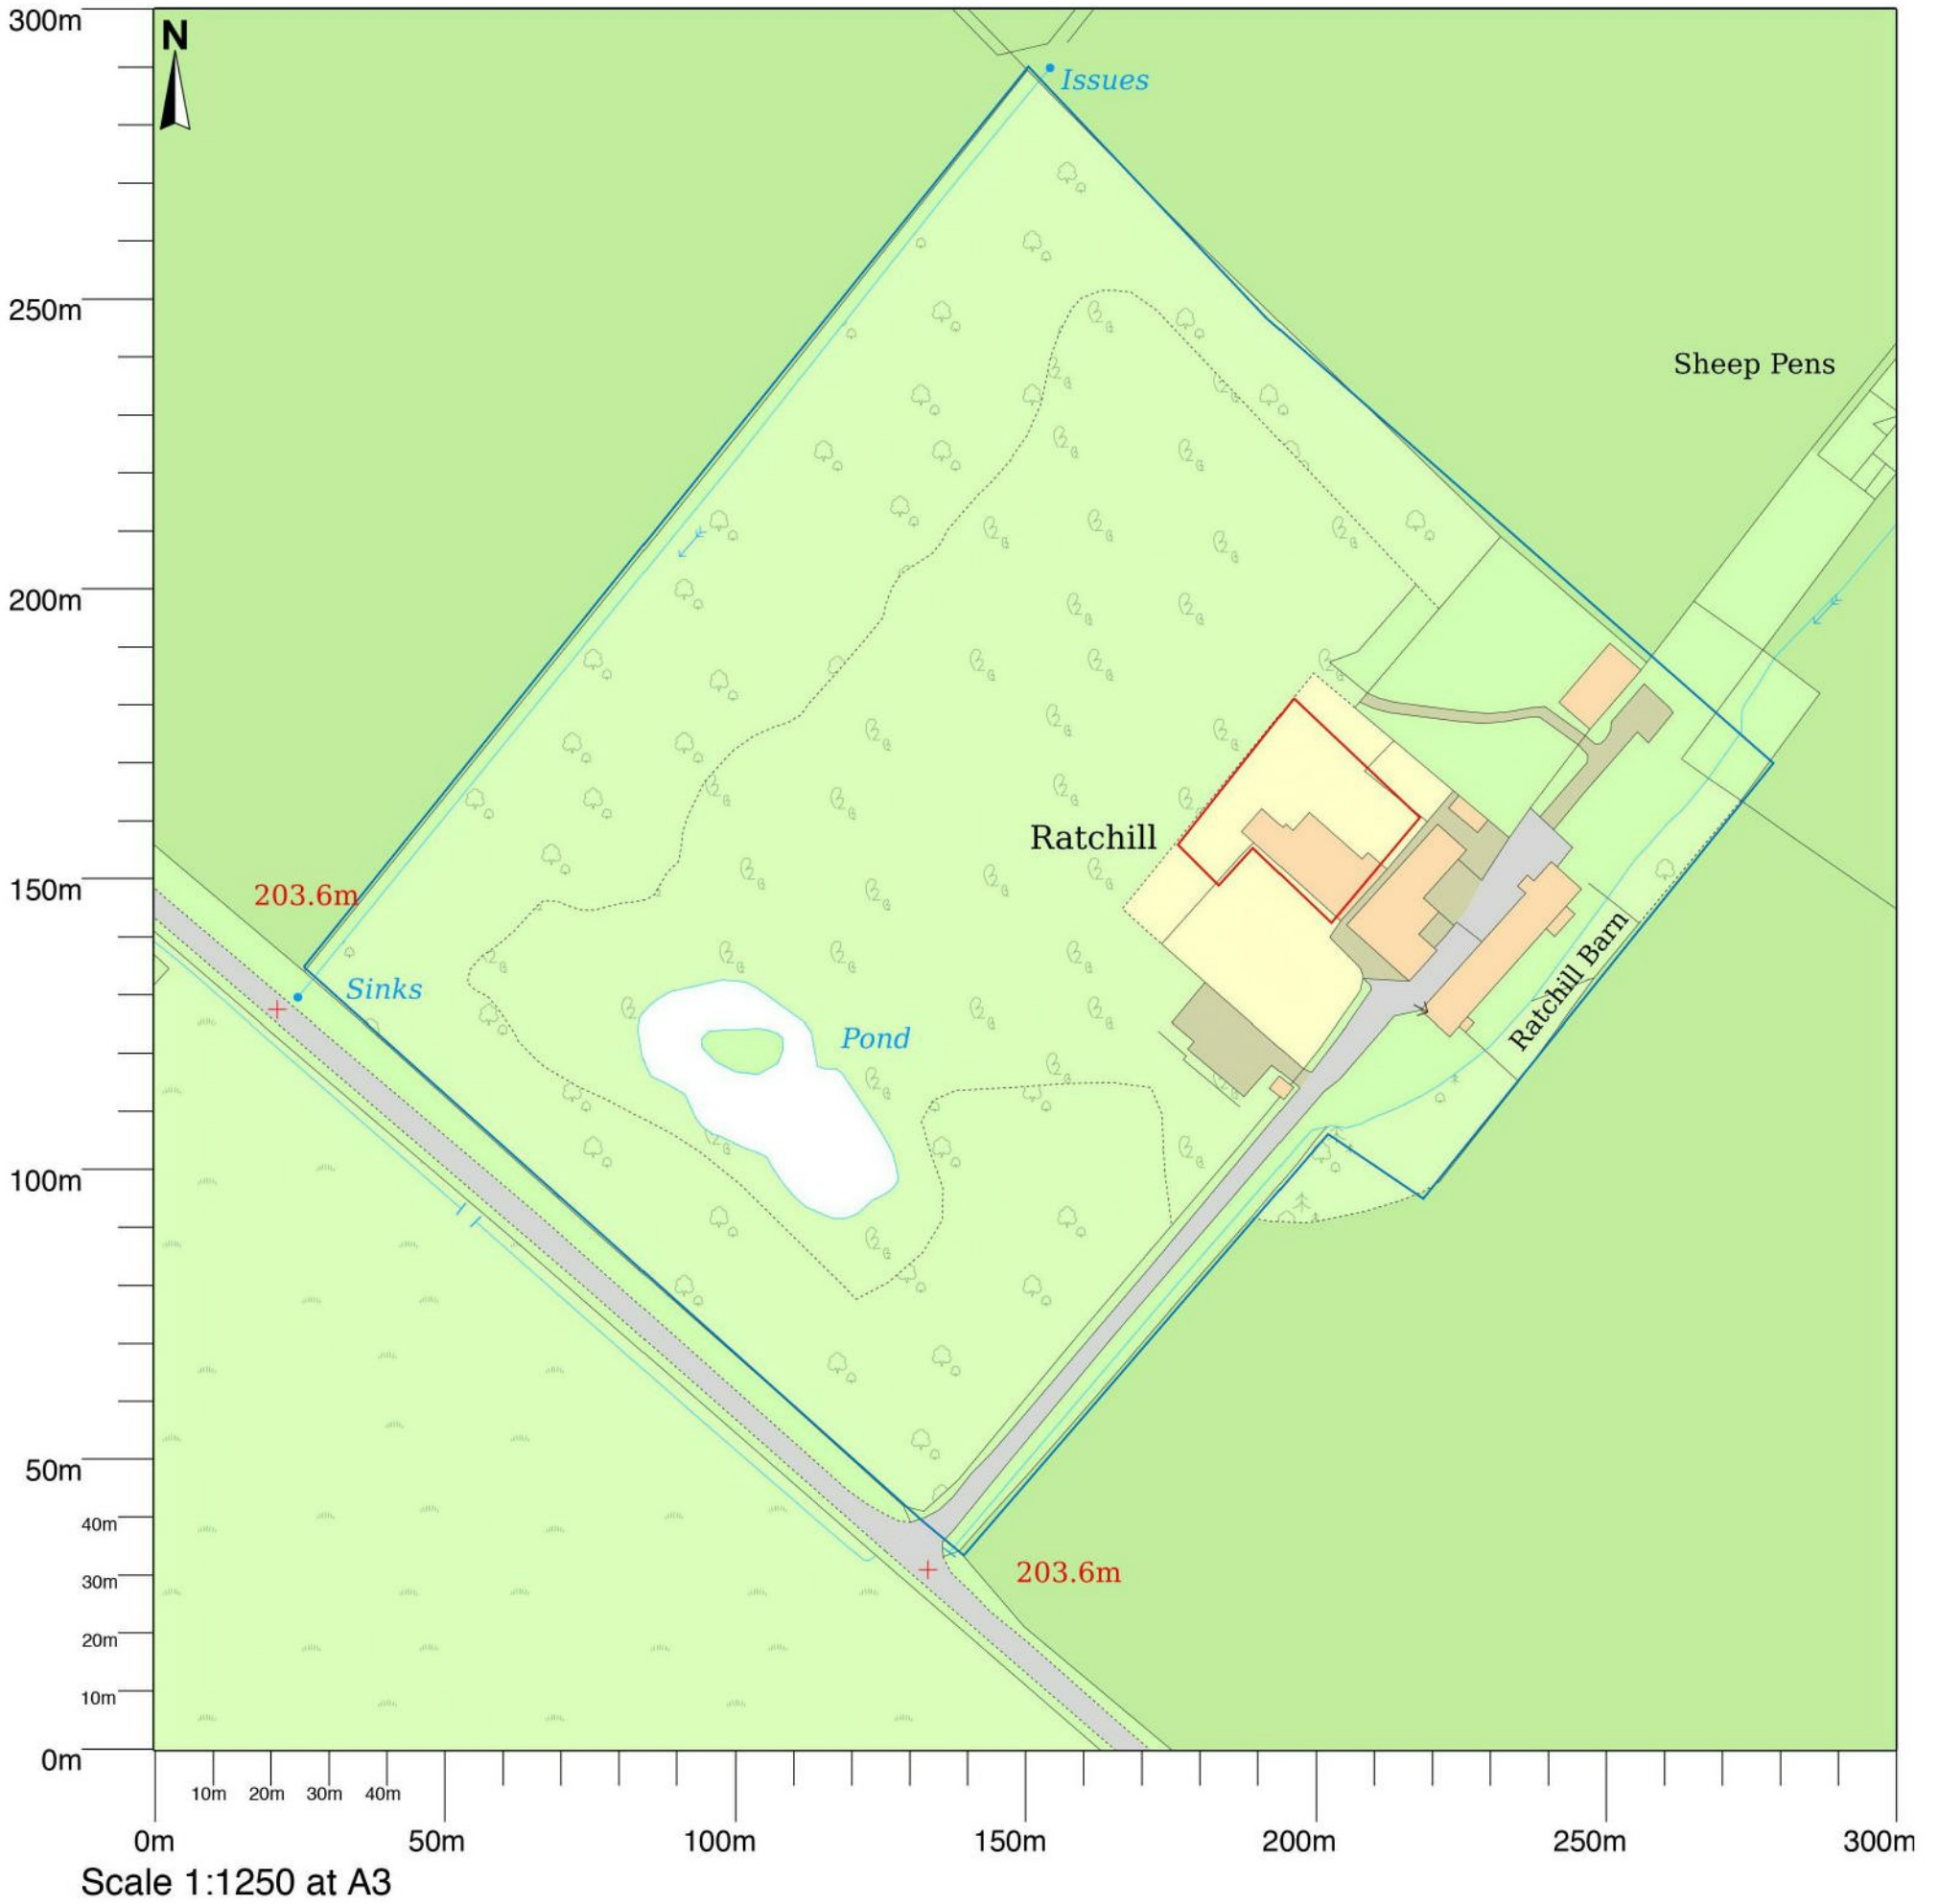 300m
N
Issues
250m
Sheep Pens
200m
Ratchill
150m
203.6m
Ratchill Barn
Sinks
Pond
100m
50m
40m
30m
203.6m
20m
10m
0m
10m 20m 30m 40m
0m 50m 100m 150m 200m 250m 300m
Scale 1:1250 at A3